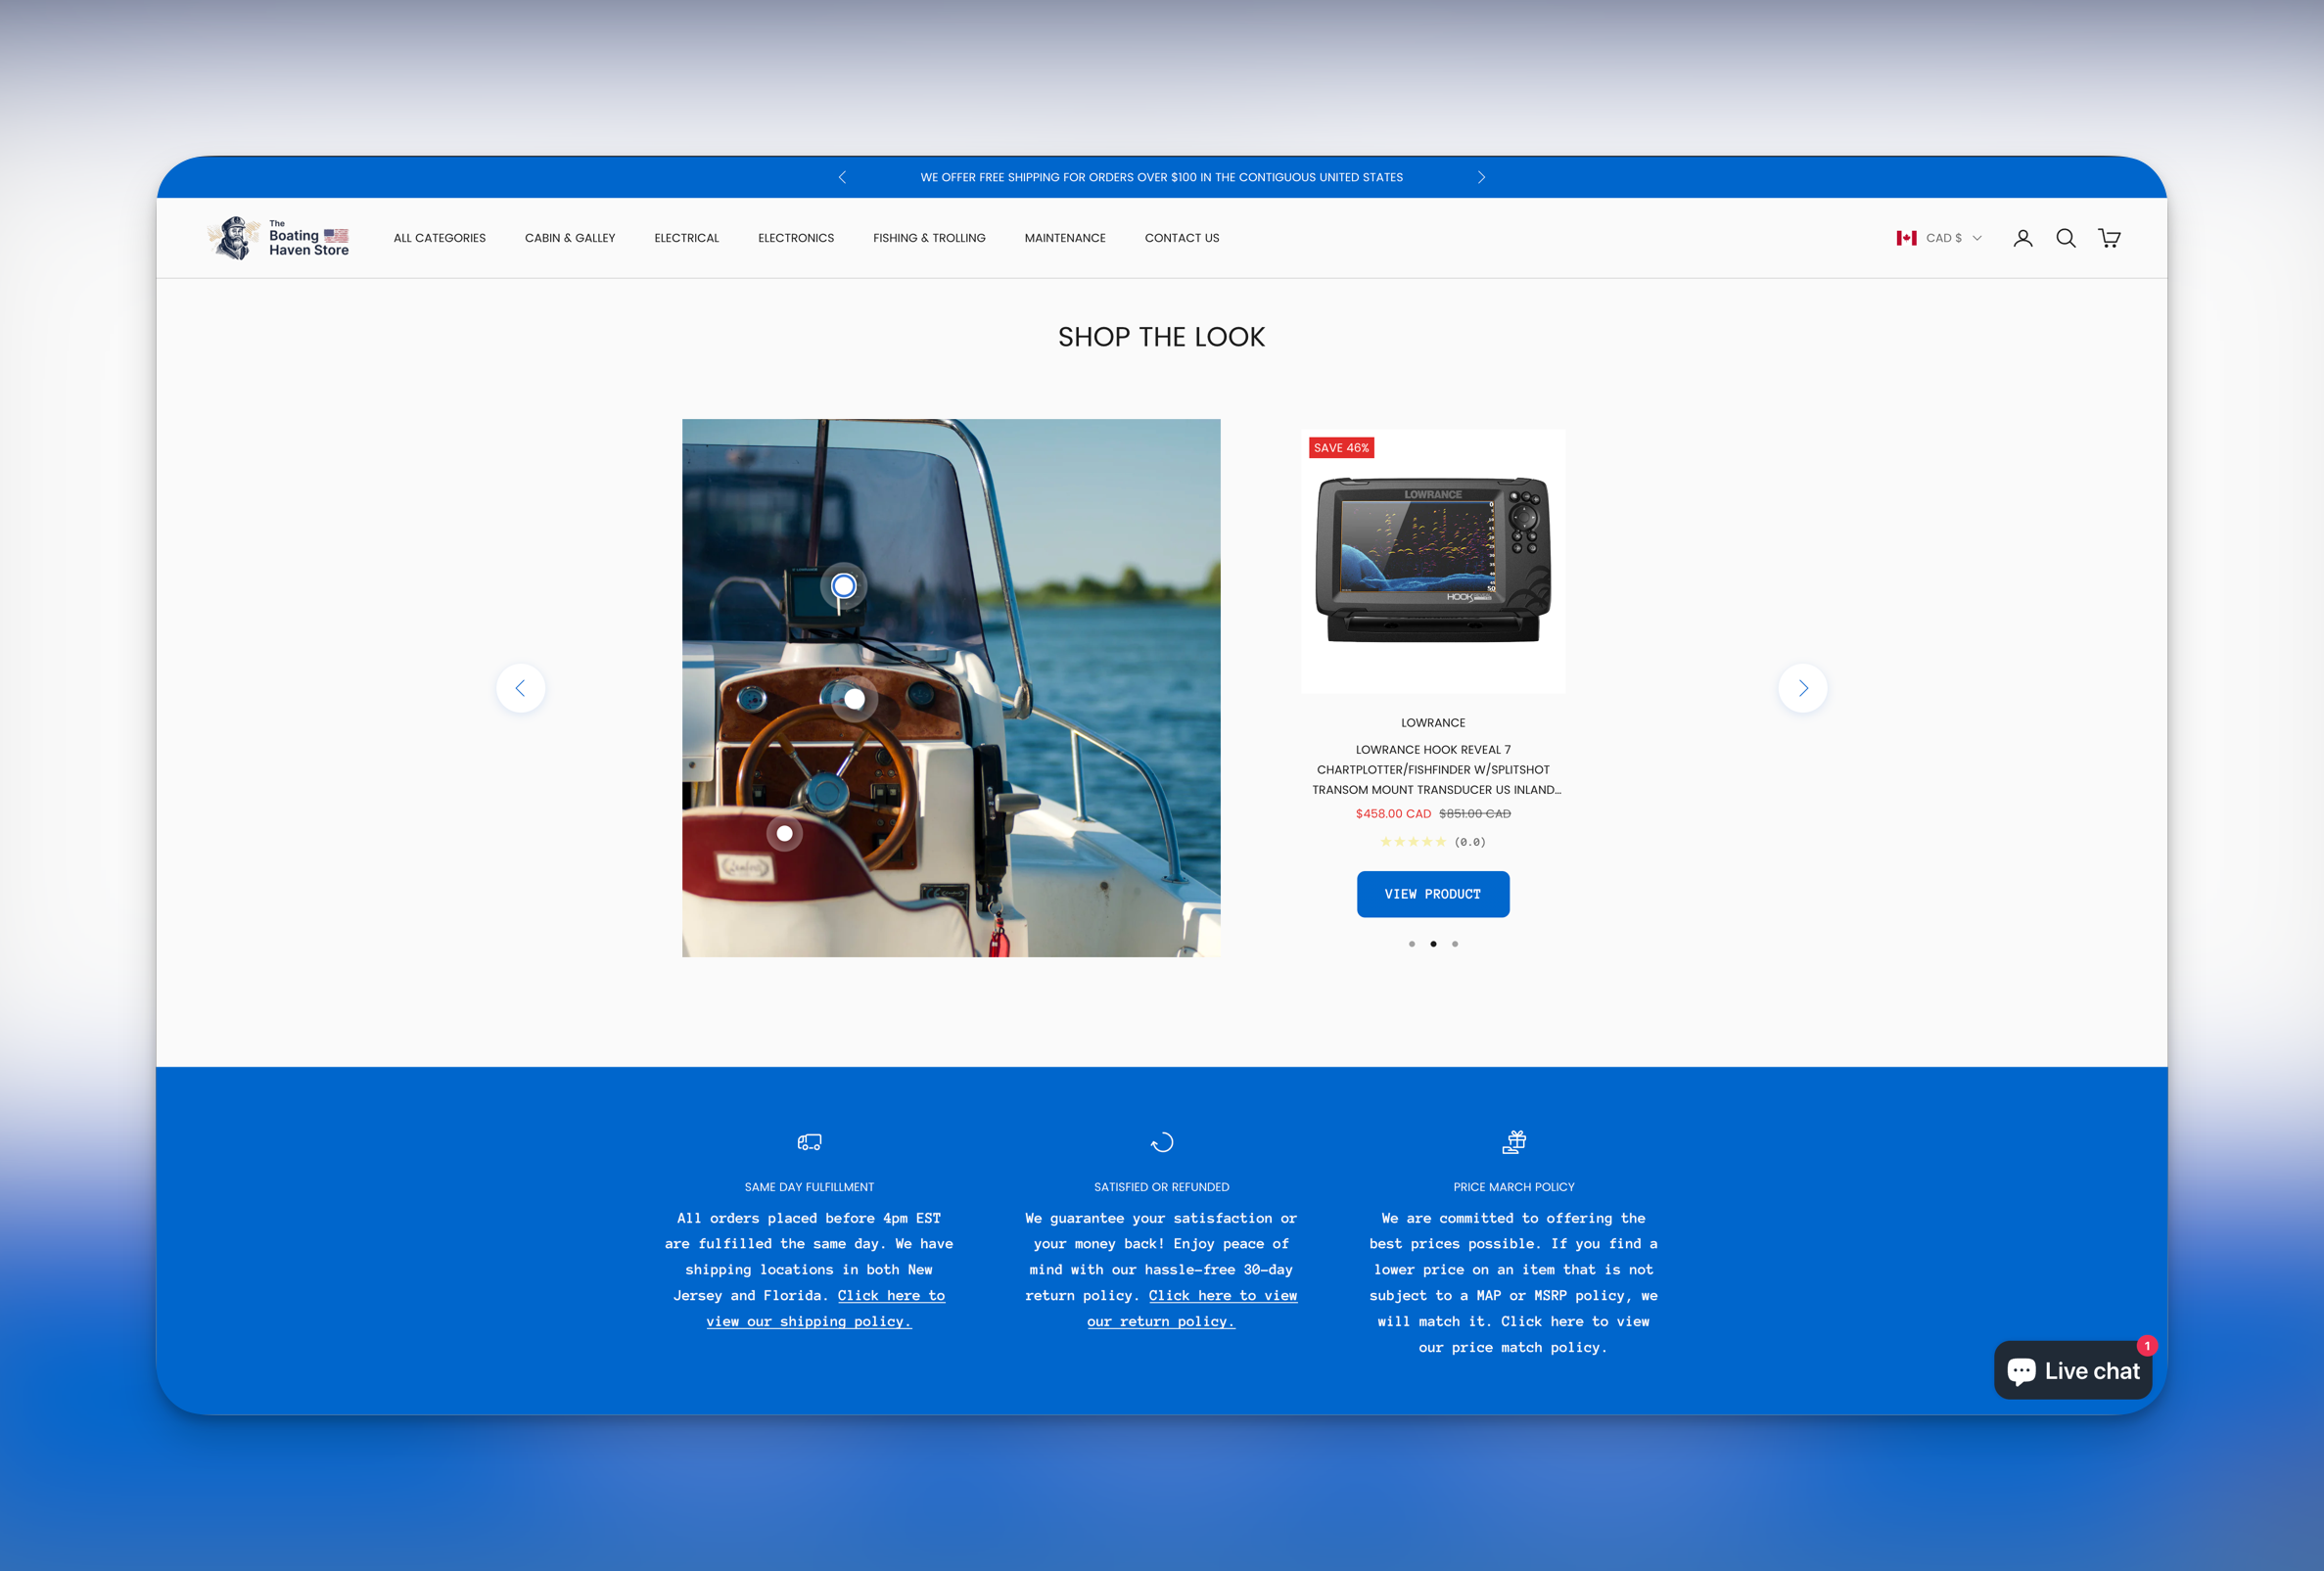 WE OFFER FREE SHIPPING FOR ORDERS OVER $100 IN THE CONTIGUOUS UNITED STATES
The
Boating
Haven Store
ALL CATEGORIES
CABIN & GALLEY
ELECTRICAL
ELECTRONICS
FISHING & TROLLING
MAINTENANCE
CONTACT US
CAD $
SHOP THE LOOK
SAVE 46%
LOWRANCE
HOOK
LOWRANCE
LOWRANCE HOOK REVEAL 7
CHARTPLOTTER/FISHFINDER W/SPLITSHOT
TRANSOM MOUNT TRANSDUCER US INLAND...
$458.00 CAD $851.00 CAD
(0.0)
VIEW PRODUCT
SAME DAY FULFILLMENT
All orders placed before 4pm EST
are fulfilled the same day. We have
shipping locations in both New
Jersey and Florida. Click here to
view our shipping policy.
SATISFIED OR REFUNDED
We guarantee your satisfaction or
your money back! Enjoy peace of
mind with our hassle-free 30-day
return policy. Click here to view
our return policy.
PRICE MARCH POLICY
We are committed to offering the
best prices possible. If you find a
lower price on an item that is not
subject to a MAP or MSRP policy, we
will match it. Click here to view
our price match policy.
1
Live chat